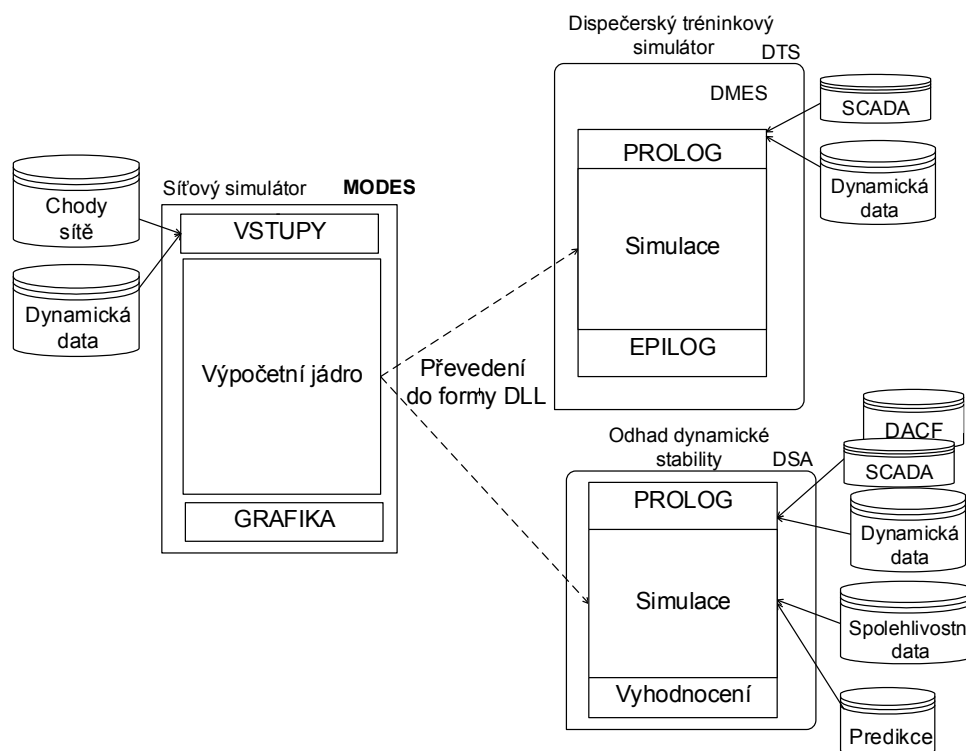 Dispečerský tréninkový
simulátor
DTS
DMES
SCADA
PROLOG
Dynamická
data
Simulace
EPILOG
Síťový simulátor
MODES
Chody
sítě
VSTUPY
Dynamická
data
Výpočetní jádro
GRAFIKA
Převedení
do formy DLL
Odhad dynamické
stability
DSA
DACF
SCADA
PROLOG
Dynamická
data
Simulace
Spolehlivostn
data
Vyhodnocení
Predikce